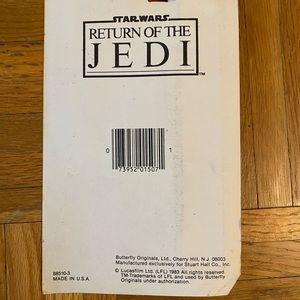 STAR WARS
RETURN OF THE
JEDI
TM
0 1
73952 01507
Butterfly Originals, Ltd., Cherry Hill, N.J. 08003
Manufactured exclusively for Stuart Hall Co., Inc.
© Lucasfilm Ltd. (LFL) 1983 All rights reserved.
TM-Trademarks of LFL and used by Butterfly
Originals under authorization.
88510-3
MADE IN U.S.A.